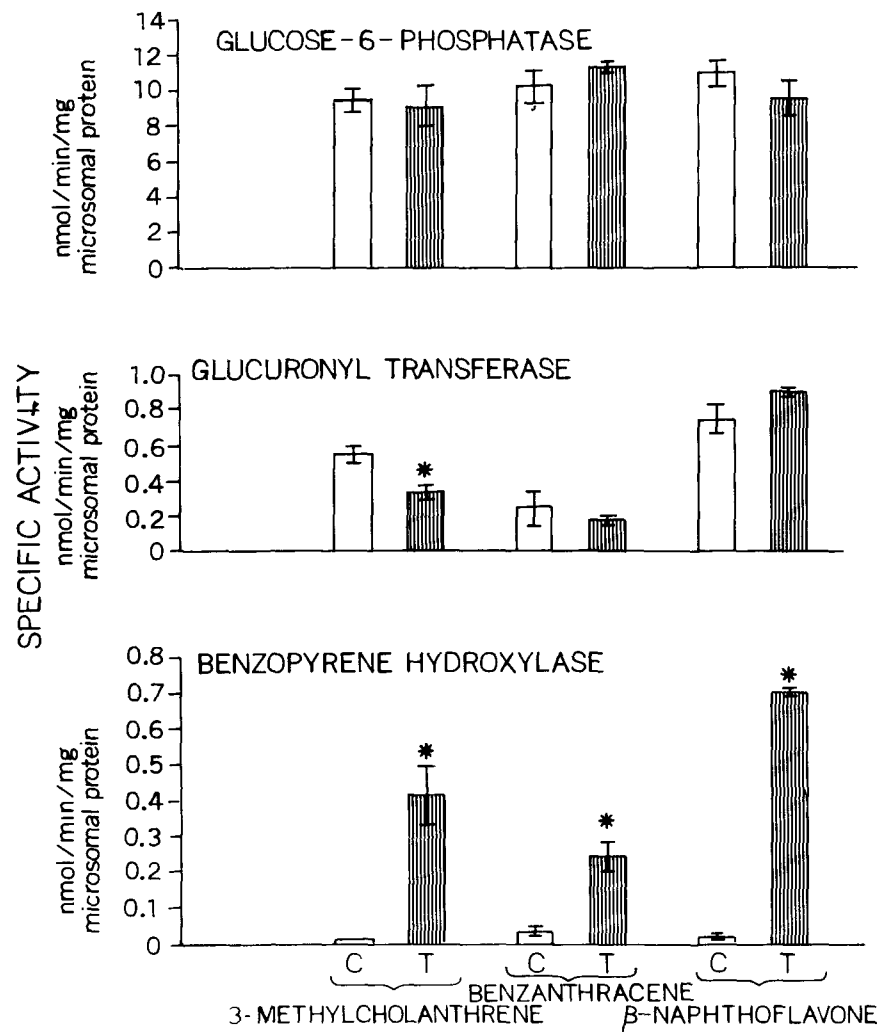 GLUCOSE-6-PHOSPHATASE
14
12
10
8
6
4
2
0
nmol/min/mg
microsomal protein
SPECIFIC ACTIVITY
GLUCURONYL TRANSFERASE
1.0
0.8
0.6
0.4
0.2
0
nmol/min/mg
microsomal protein
*
BENZOPYRENE HYDROXYLASE
0.8
0.7
0.6
0.5
0.4
0.3
0.2
0.1
0
nmol/min/mg
microsomal protein
* * *
C T C T C T
3-METHYLCHOLANTHRENE
BENZANTHRACENE
β-NAPHTHOFLAVONE